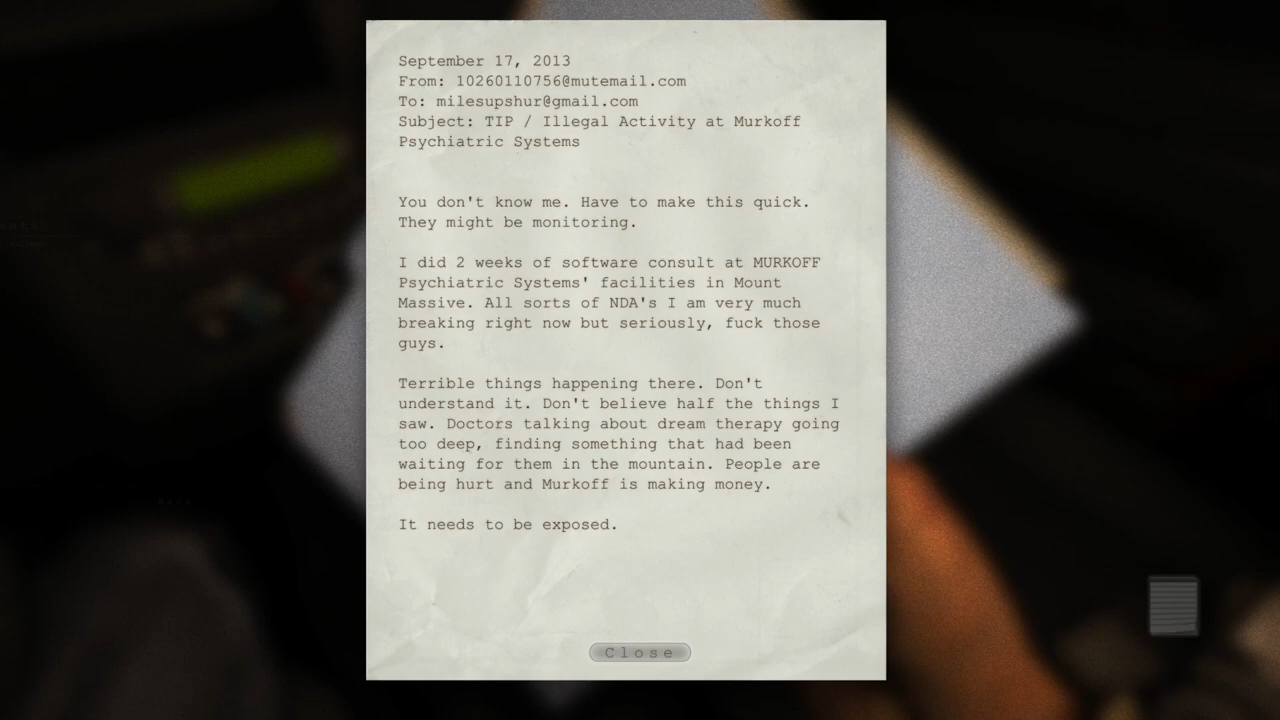 September 17, 2013
From: 10260110756@mutemail.com
To: milesupshur@gmail.com
Subject: TIP / Illegal Activity at Murkoff
Psychiatric Systems
You don't know me. Have to make this quick.
They might be monitoring.
I did 2 weeks of software consult at MURKOFF
Psychiatric Systems' facilities in Mount
Massive. All sorts of NDA's I am very much
breaking right now but seriously, fuck those
guys.
Terrible things happening there. Don't
understand it. Don't believe half the things I
saw. Doctors talking about dream therapy going
too deep, finding something that had been
waiting for them in the mountain. People are
being hurt and Murkoff is making money.
It needs to be exposed.
Close